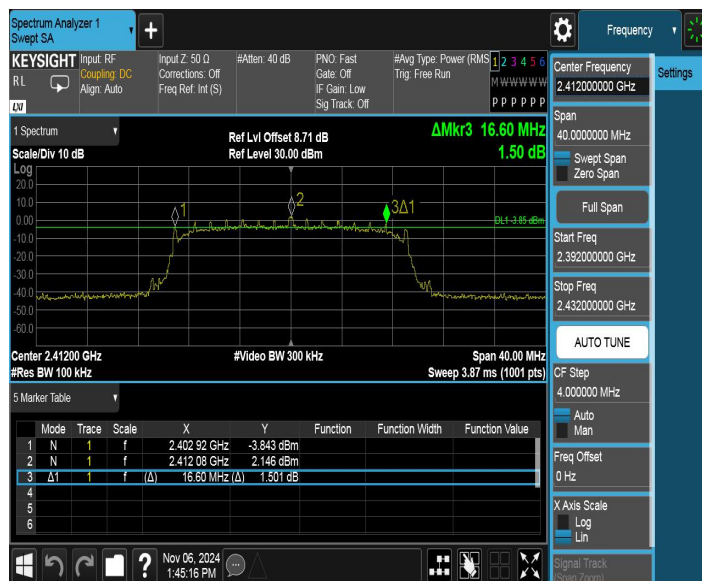 Spectrum Analyzer 1
Swept SA
Frequency
KEYSIGHT
RL
LNI
Input: RF
Coupling: DC
Align: Auto
Input Z: 50 Ω
Corrections: Off
Freq Ref: Int (S)
#Atten: 40 dB
PNO: Fast
Gate: Off
IF Gain: Low
Sig Track: Off
#Avg Type: Power (RMS
Trig: Free Run
1 2 3 4 5 6
M W W W W W
P P P P P P
1 Spectrum
Scale/Div 10 dB
Ref Lvl Offset 8.71 dB
Ref Level 30.00 dBm
ΔMkr3 16.60 MHz
1.50 dB
Log
20.0
10.0
0.00
-10.0
-20.0
-30.0
-40.0
-50.0
-60.0
1
2
3Δ1
DL1 -3.85 dBm
Center 2.41200 GHz
#Video BW 300 kHz
Span 40.00 MHz
#Res BW 100 kHz
Sweep 3.87 ms (1001 pts)
5 Marker Table
Mode Trace Scale X Y Function Function Width Function Value
1 N 1 f 2.402 92 GHz -3.843 dBm
2 N 1 f 2.412 08 GHz 2.146 dBm
3 Δ1 1 f (Δ) 16.60 MHz (Δ) 1.501 dB
4
5
6
Center Frequency
2.412000000 GHz
Settings
Span
40.0000000 MHz
Swept Span
Zero Span
Full Span
Start Freq
2.392000000 GHz
Stop Freq
2.432000000 GHz
AUTO TUNE
CF Step
4.000000 MHz
Auto
Man
Freq Offset
0 Hz
X Axis Scale
Log
Lin
Signal Track
(Span Zoom)
?
Nov 06, 2024
1:45:16 PM